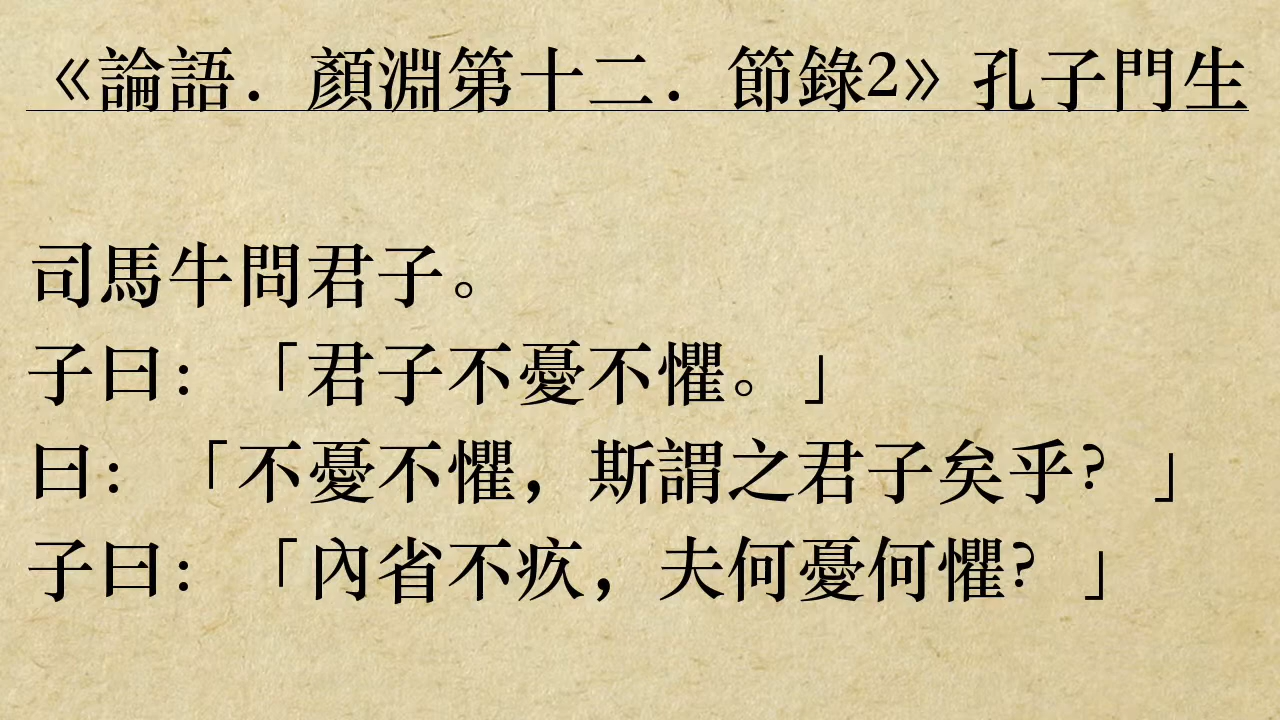 《論語．顏淵第十二．節錄2》孔子門生
司馬牛問君子。
子曰：「君子不憂不懼。」
曰：「不憂不懼，斯謂之君子矣乎？」
子曰：「內省不疚，夫何憂何懼？」